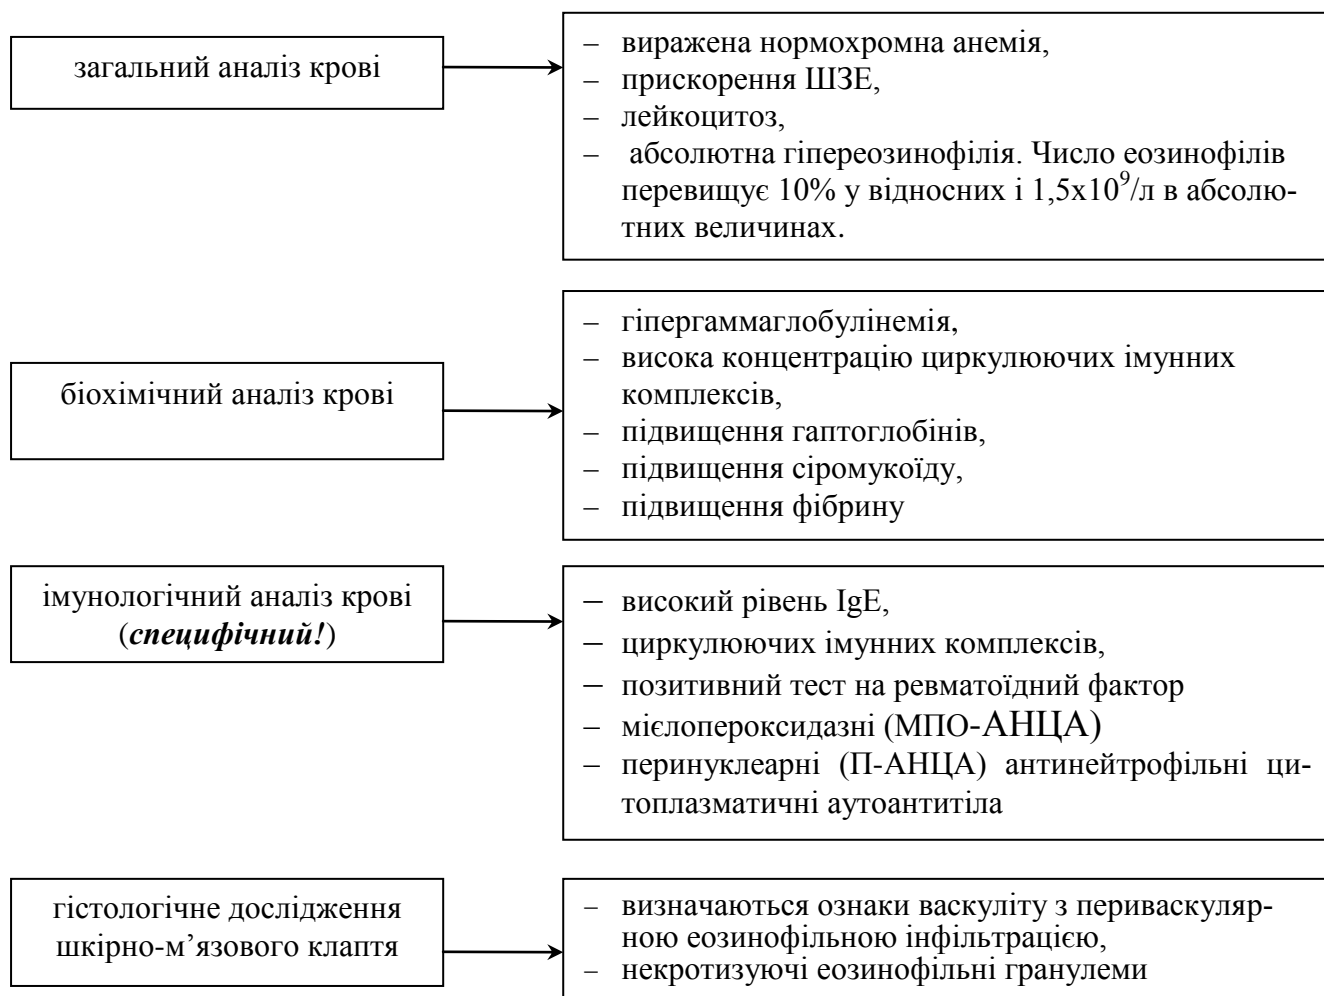 загальний аналіз крові
– виражена нормохромна анемія,
– прискорення ШЗЕ,
– лейкоцитоз,
– абсолютна гіпереозинофілія. Число еозинофілів
перевищує 10% у відносних і 1,5х10⁹/л в абсолю-
тних величинах.
біохімічний аналіз крові
– гіпергаммаглобулінемія,
– висока концентрацію циркулюючих імунних
комплексів,
– підвищення гаптоглобінів,
– підвищення сіромукоїду,
– підвищення фібрину
імунологічний аналіз крові
(специфічний!)
– високий рівень IgE,
– циркулюючих імунних комплексів,
– позитивний тест на ревматоїдний фактор
– мієлопероксидазні (МПО-АНЦА)
– перинуклеарні (П-АНЦА) антинейтрофільні ци-
топлазматичні аутоантитіла
гістологічне дослідження
шкірно-м’язового клаптя
– визначаються ознаки васкуліту з периваскуляр-
ною еозинофільною інфільтрацією,
– некротизуючі еозинофільні гранулеми